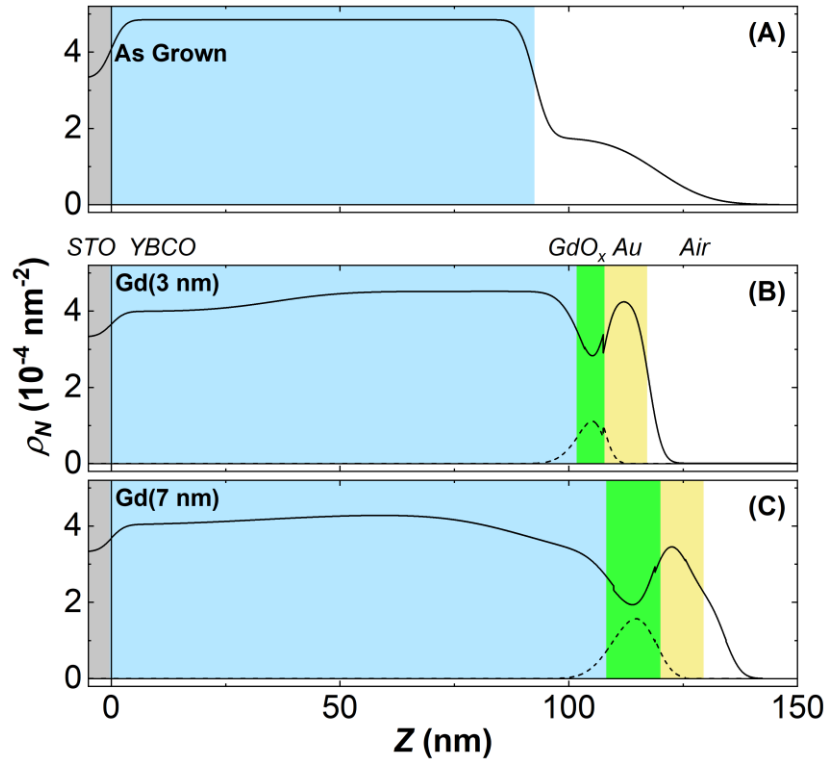 (A)
As Grown
4
2
0
STO YBCO GdOₓ Au Air
Gd(3 nm)
(B)
4
2
0
Gd(7 nm)
(C)
4
2
0
ρN (10⁻⁴ nm⁻²)
0 50 100 150
Z (nm)